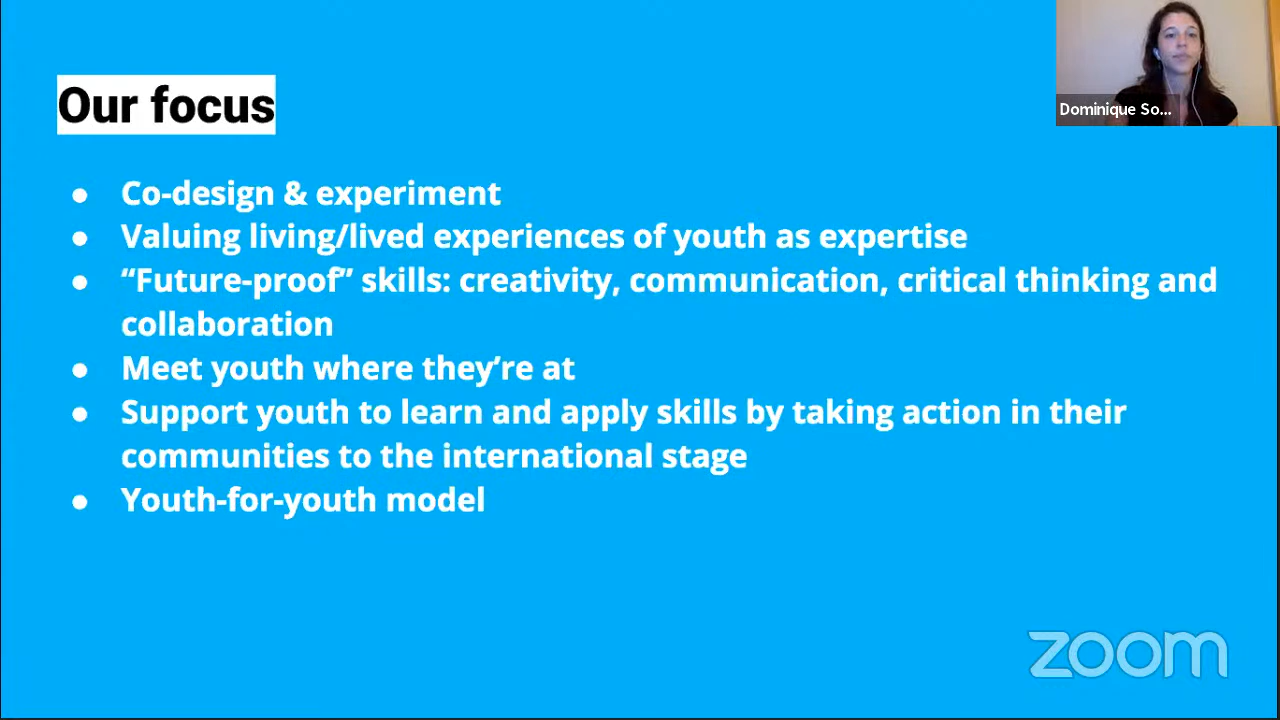 Our focus
Dominique So...
● Co-design & experiment
● Valuing living/lived experiences of youth as expertise
● “Future-proof” skills: creativity, communication, critical thinking and
collaboration
● Meet youth where they’re at
● Support youth to learn and apply skills by taking action in their
communities to the international stage
● Youth-for-youth model
zoom